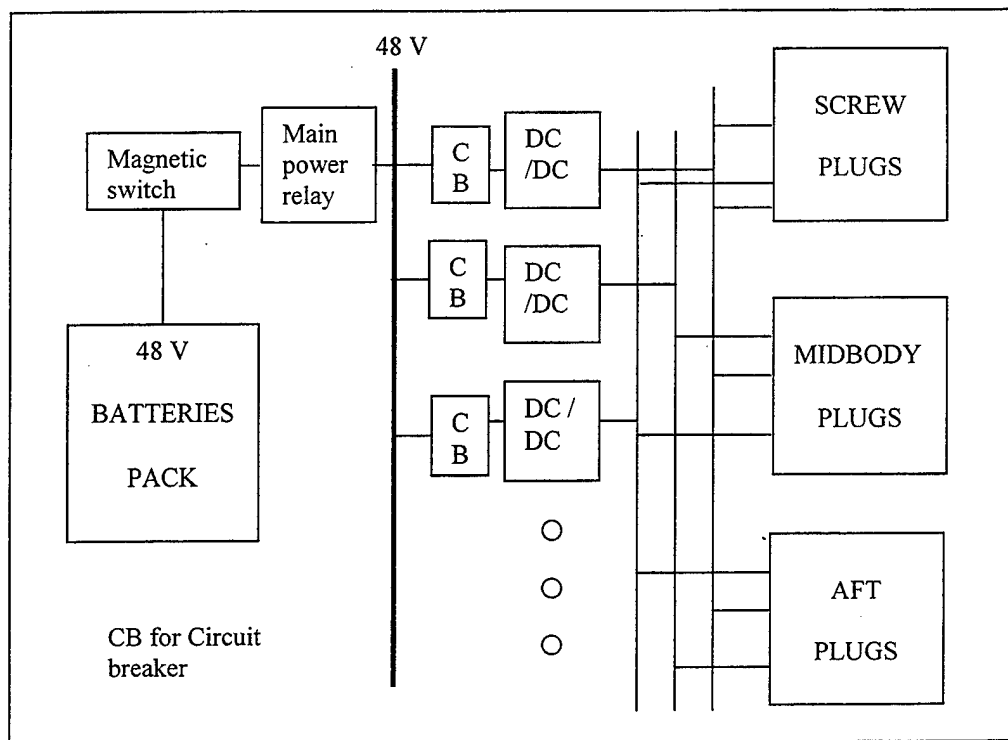 48 V
Magnetic
switch
Main
power
relay
C
B
DC
/DC
SCREW
PLUGS
C
B
DC
/DC
48 V
BATTERIES
PACK
MIDBODY
PLUGS
C
B
DC /
DC
AFT
PLUGS
CB for Circuit
breaker